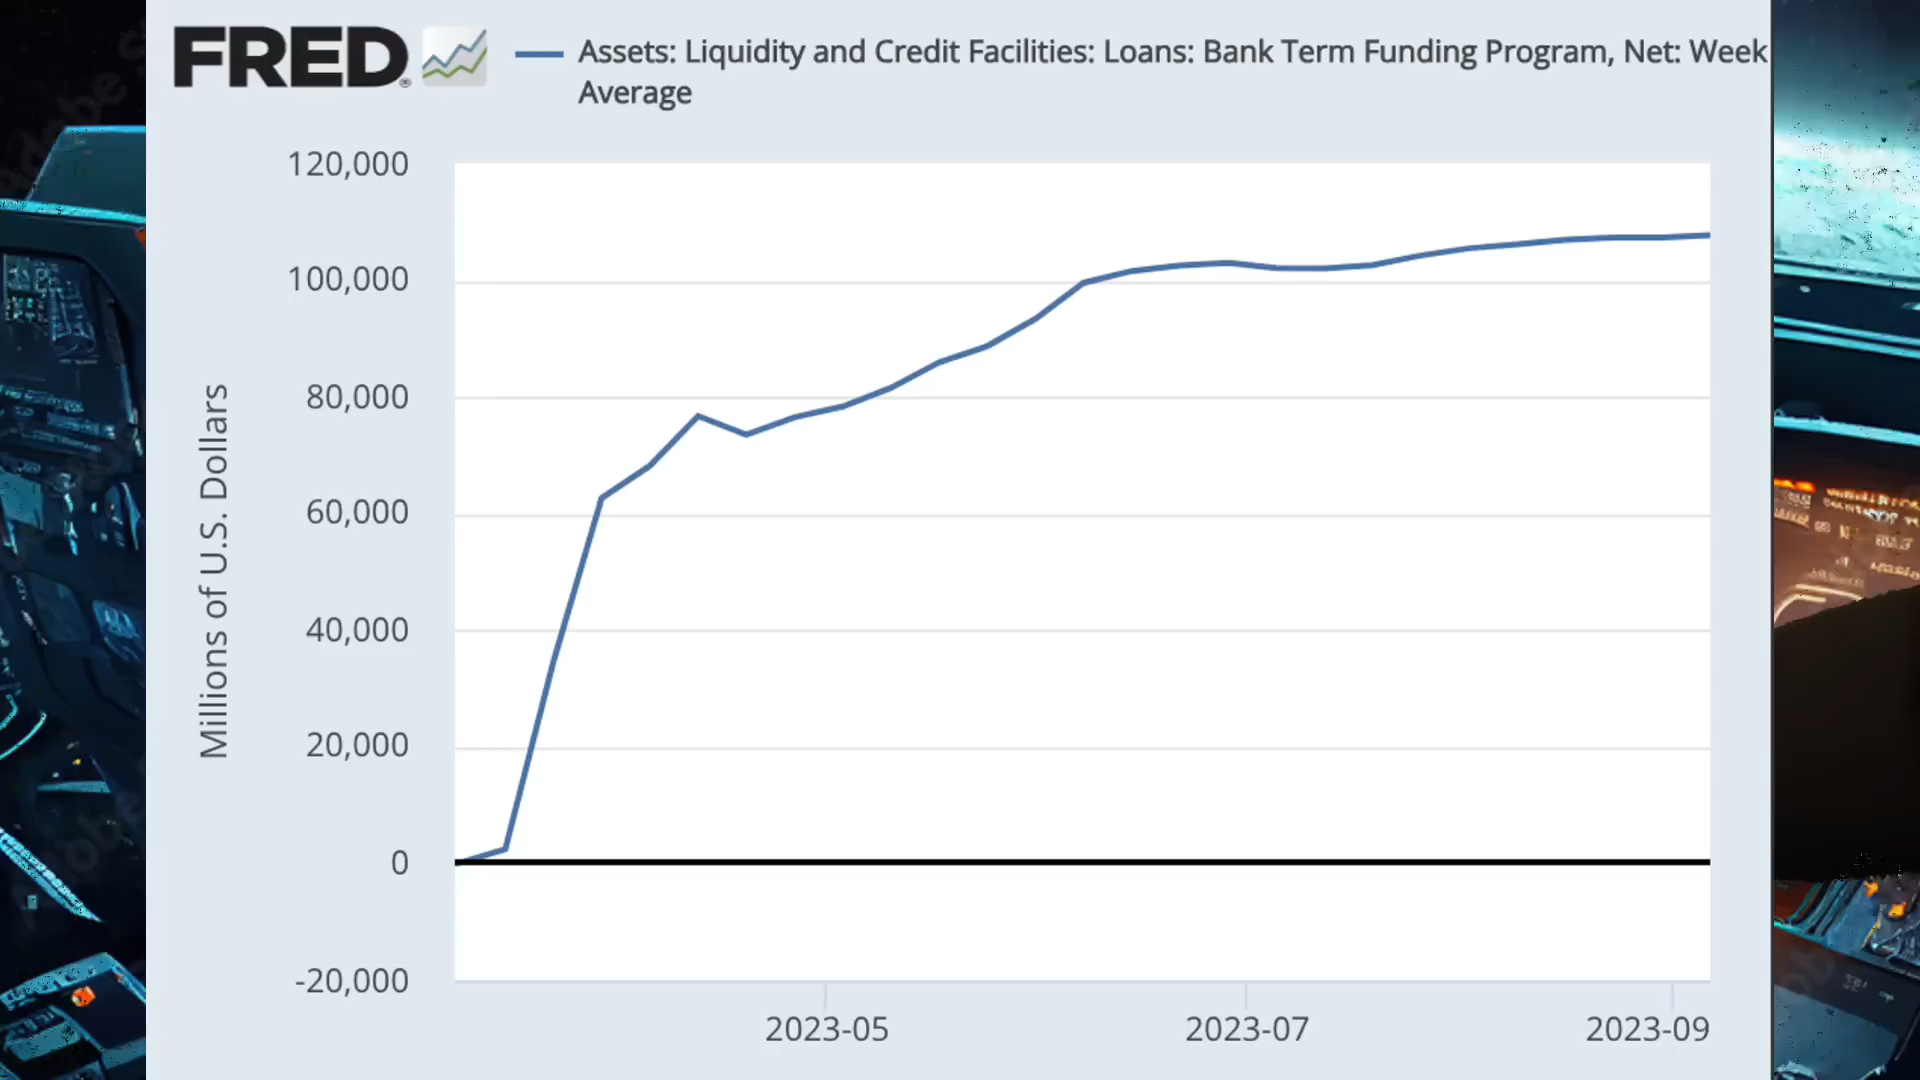 FRED
Assets: Liquidity and Credit Facilities: Loans: Bank Term Funding Program, Net: Week
Average
120,000
100,000
80,000
60,000
40,000
20,000
0
-20,000
Millions of U.S. Dollars
2023-05
2023-07
2023-09